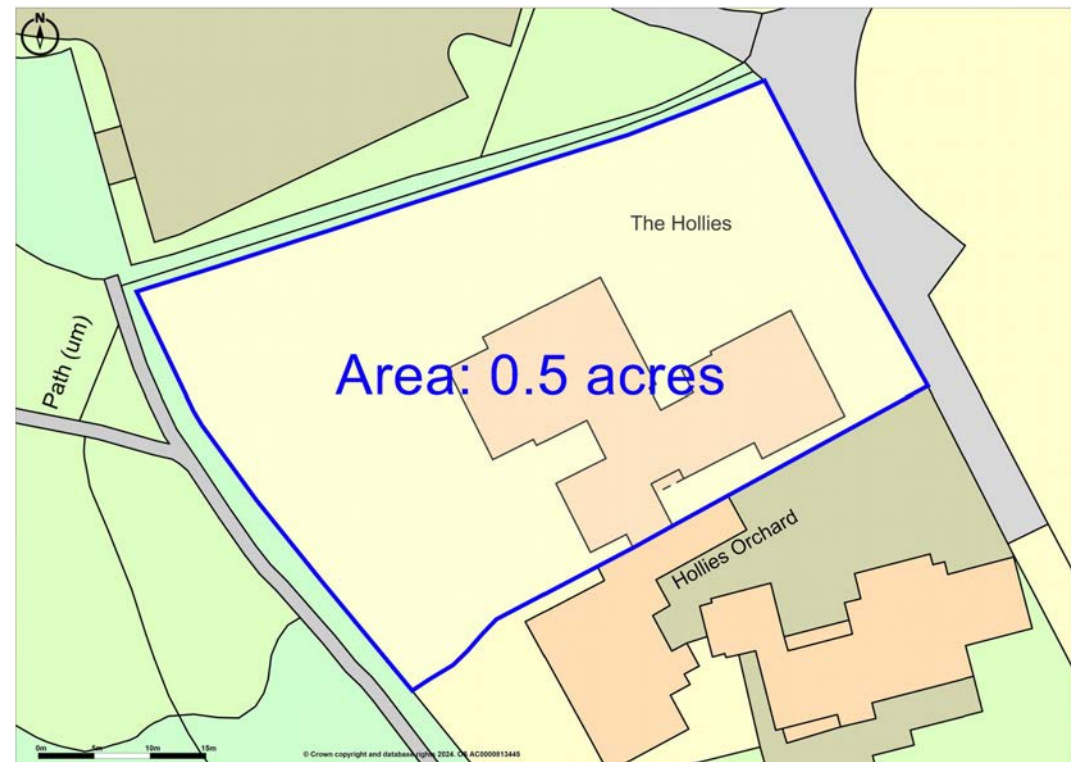 N
The Hollies
Path (um)
Area: 0.5 acres
Hollies Orchard
0m 5m 10m 15m
© Crown copyright and database rights 2024. OS AC0000813445